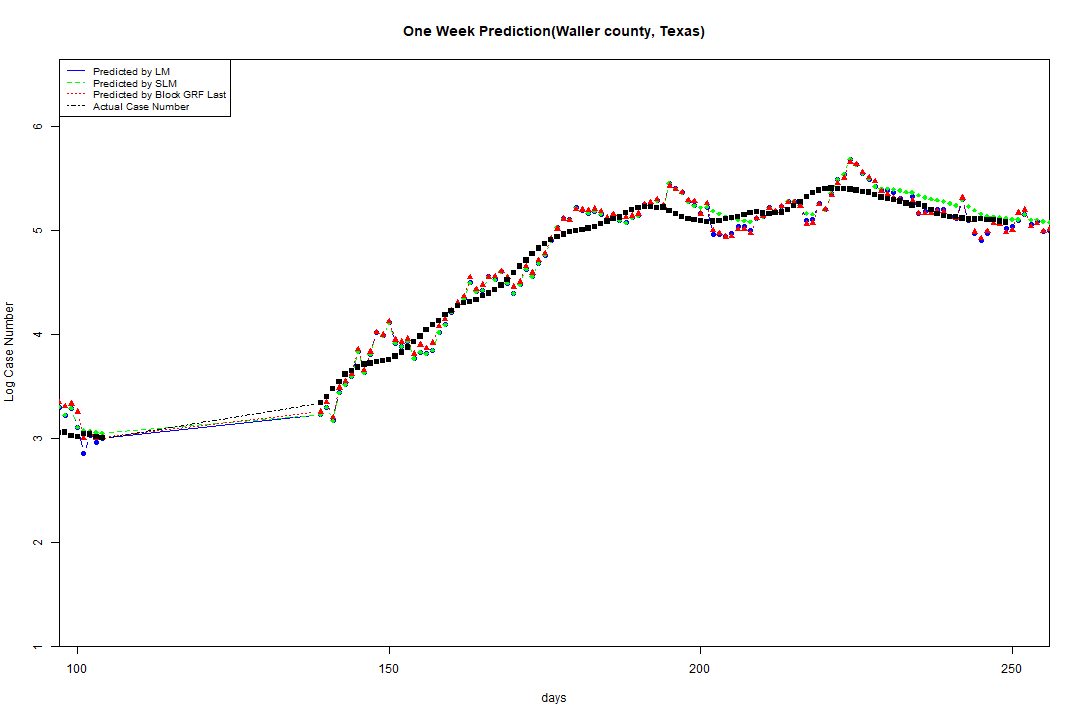 One Week Prediction(Waller county, Texas)
Predicted by LM
Predicted by SLM
Predicted by Block GRF Last
Actual Case Number
6
5
4
3
2
1
Log Case Number
100 150 200 250
days